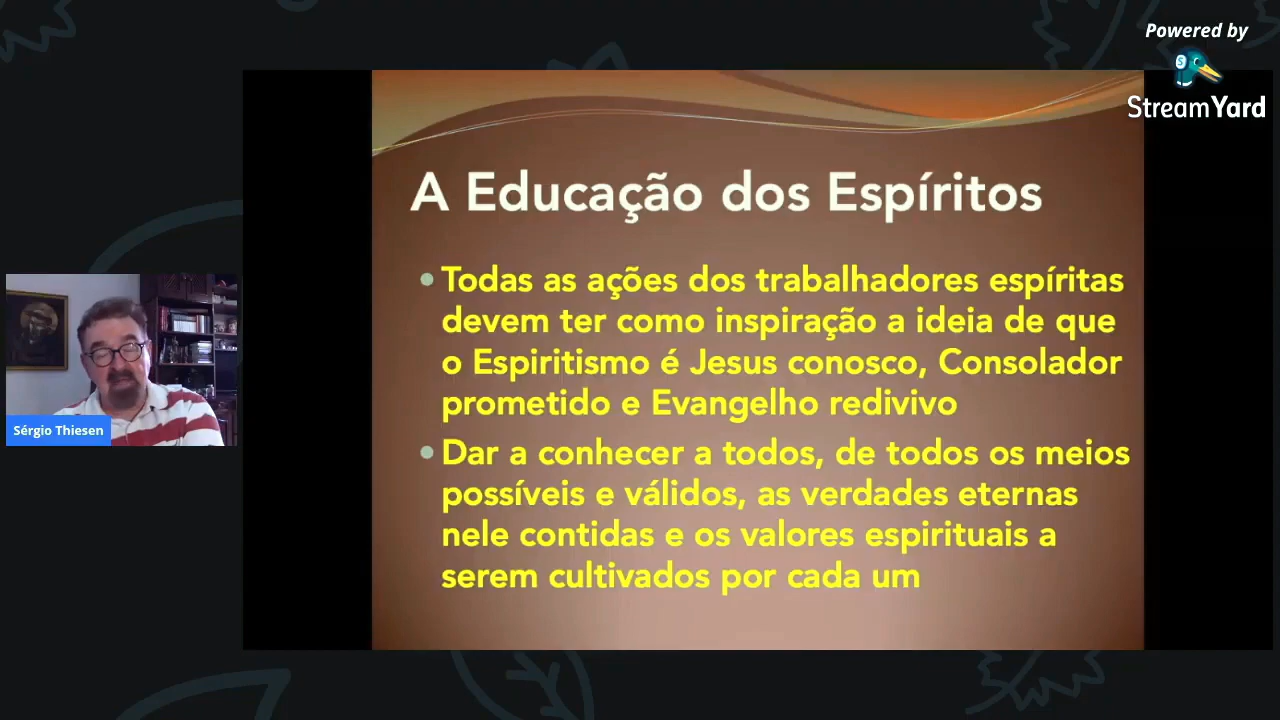 Powered by
StreamYard
A Educação dos Espíritos
• Todas as ações dos trabalhadores espíritas
devem ter como inspiração a ideia de que
o Espiritismo é Jesus conosco, Consolador
prometido e Evangelho redivivo
• Dar a conhecer a todos, de todos os meios
possíveis e válidos, as verdades eternas
nele contidas e os valores espirituais a
serem cultivados por cada um
Sérgio Thiesen